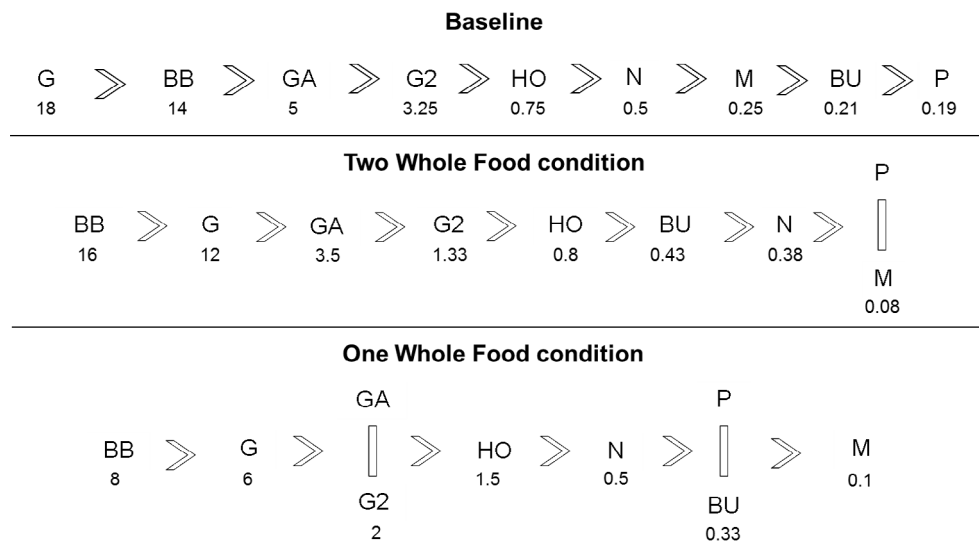 Baseline
G BB GA G2 HO N M BU P
18 14 5 3.25 0.75 0.5 0.25 0.21 0.19
Two Whole Food condition
P
BB G GA G2 HO BU N
16 12 3.5 1.33 0.8 0.43 0.38
M
0.08
One Whole Food condition
GA P
BB G HO N M
8 6 1.5 0.5 0.1
G2 BU
2 0.33